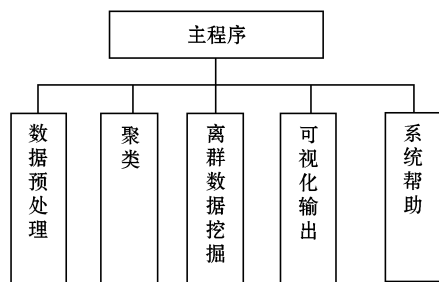 主程序
数据预处理
聚类
离群数据挖掘
可视化输出
系统帮助